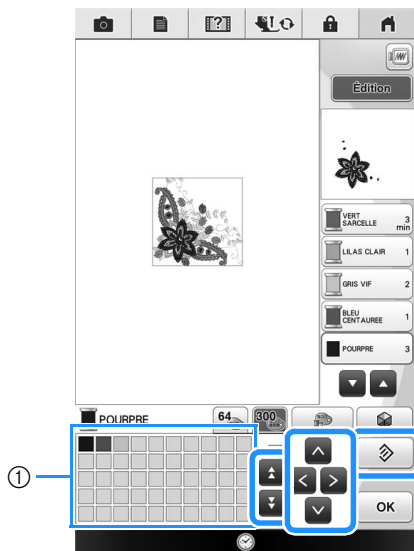 Édition
VERT
SARCELLE 3
min
LILAS CLAIR 1
GRIS VIF 2
BLEU
CENTAUREE 1
POURPRE 3
POURPRE
64
300
①
OK